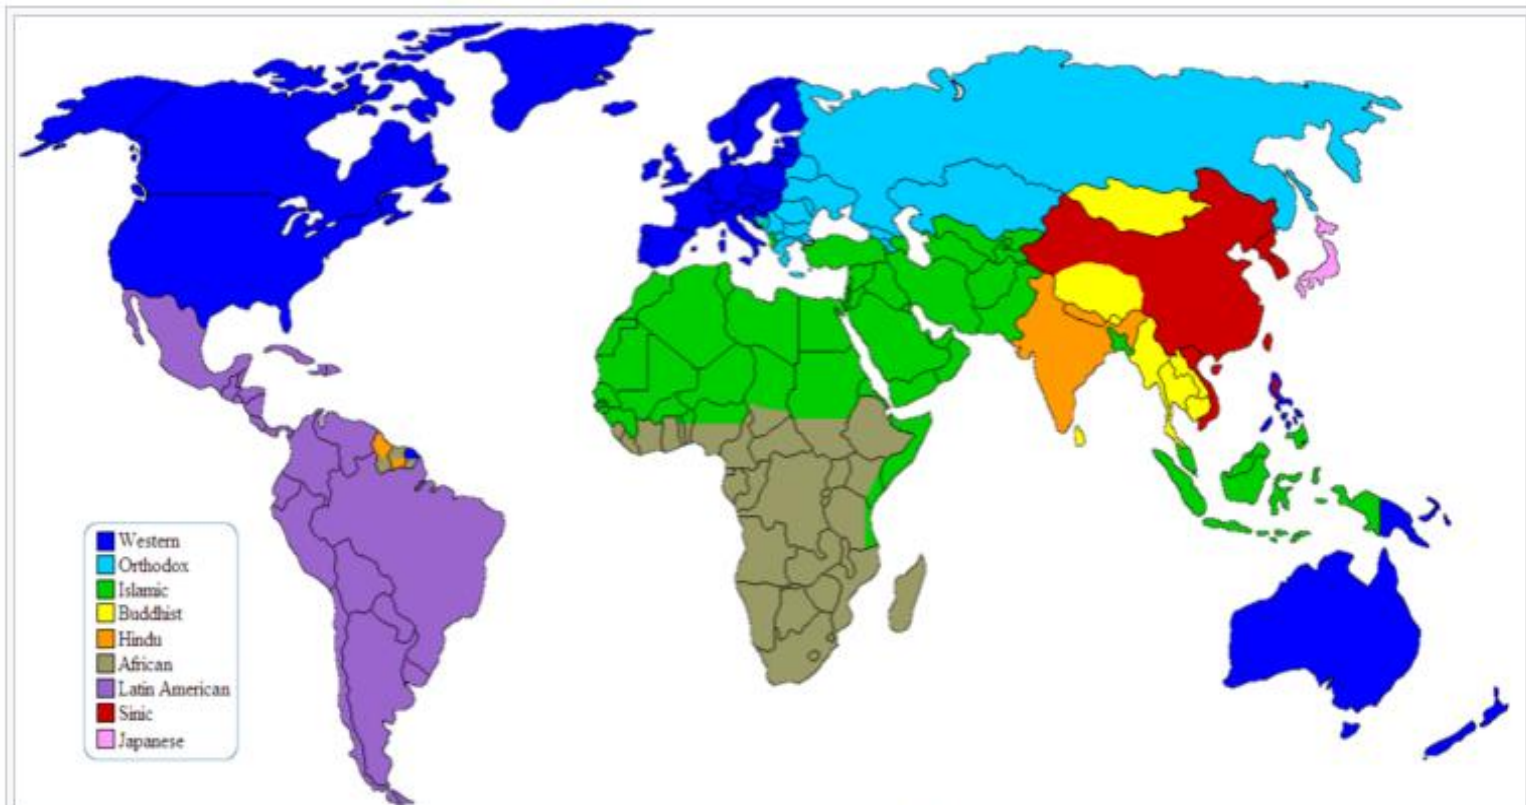 Western
Orthodox
Islamic
Buddhist
Hindu
African
Latin American
Sinic
Japanese